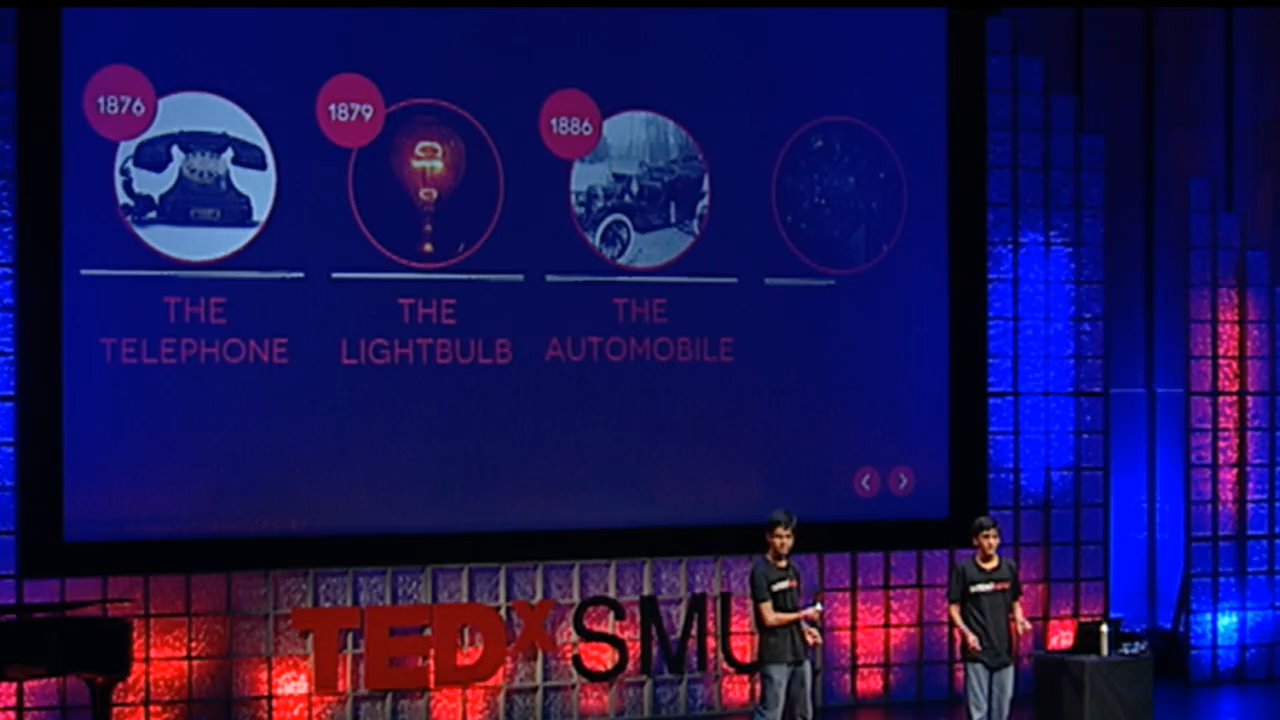 1876
1879
1886
THE
TELEPHONE
THE
LIGHTBULB
THE
AUTOMOBILE
TEDxSMU